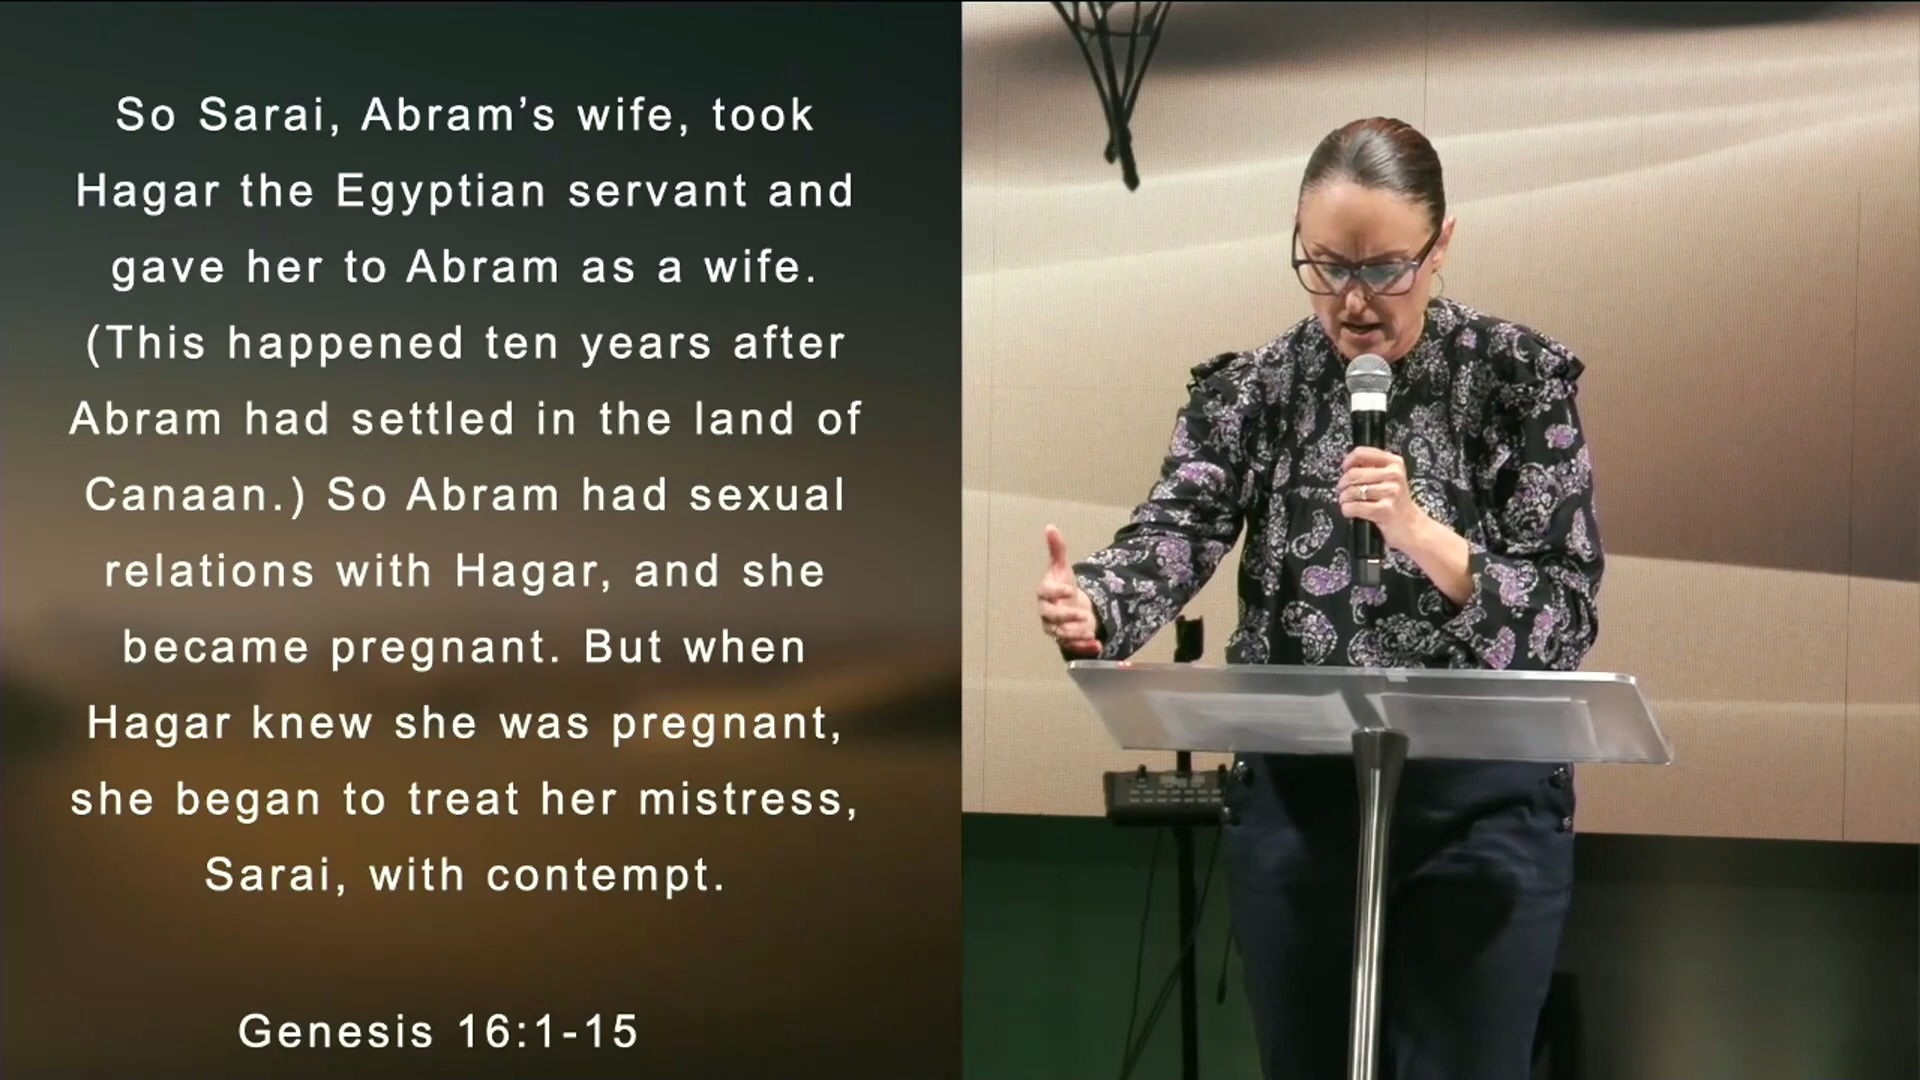 So Sarai, Abram’s wife, took
Hagar the Egyptian servant and
gave her to Abram as a wife.
(This happened ten years after
Abram had settled in the land of
Canaan.) So Abram had sexual
relations with Hagar, and she
became pregnant. But when
Hagar knew she was pregnant,
she began to treat her mistress,
Sarai, with contempt.
Genesis 16:1-15